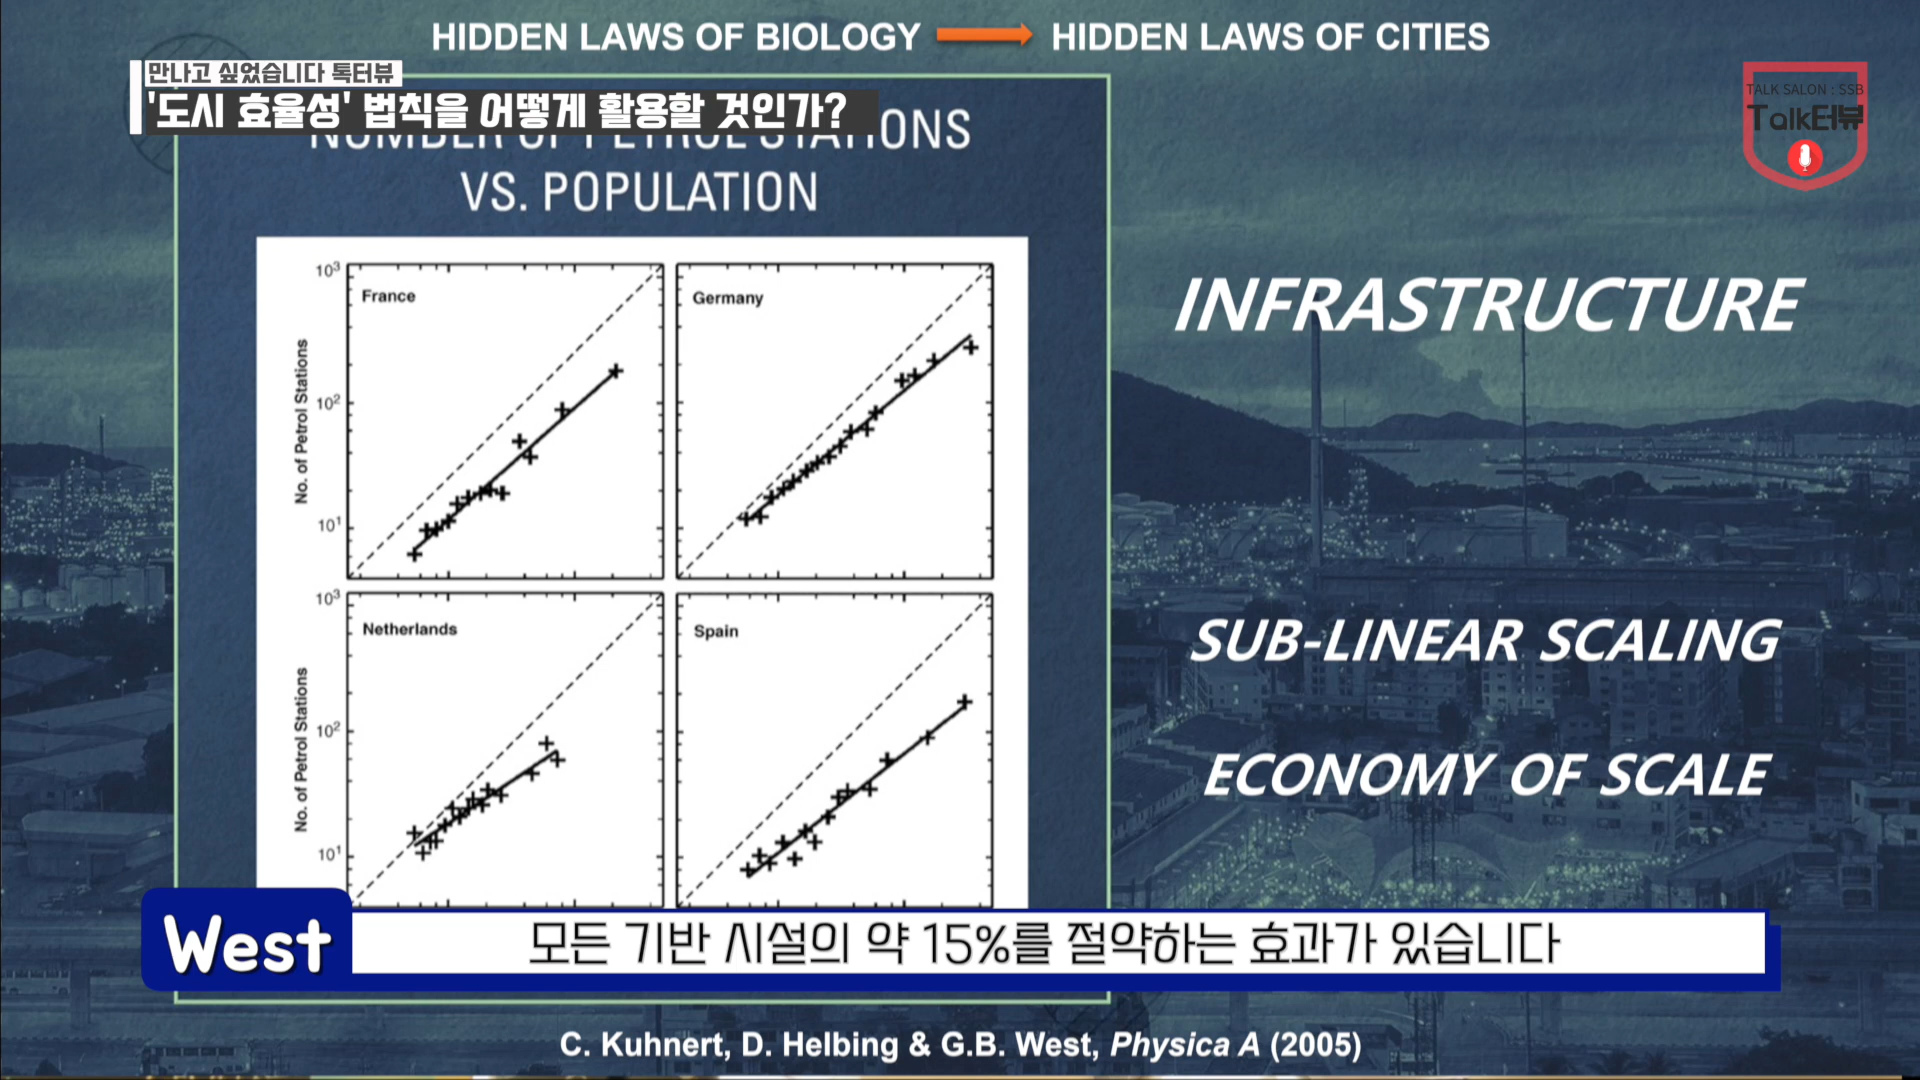 HIDDEN LAWS OF BIOLOGY HIDDEN LAWS OF CITIES
만나고 싶었습니다 톡터뷰
'도시 효율성' 법칙을 어떻게 활용할 것인가?
TALK SALON : SSB
Talk터뷰
NUMBER OF PETROL STATIONS
VS. POPULATION
10³
France
No. of Petrol Stations
10²
10¹
Germany
10³
Netherlands
No. of Petrol Stations
10²
10¹
Spain
INFRASTRUCTURE
SUB-LINEAR SCALING
ECONOMY OF SCALE
West
모든 기반 시설의 약 15%를 절약하는 효과가 있습니다
C. Kuhnert, D. Helbing & G.B. West, Physica A (2005)